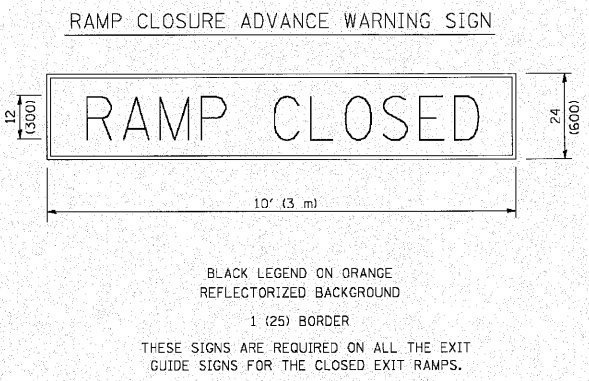 RAMP CLOSURE ADVANCE WARNING SIGN
12
(300)
RAMP CLOSED
24
(600)
10' (3 m)
BLACK LEGEND ON ORANGE
REFLECTORIZED BACKGROUND
1 (25) BORDER
THESE SIGNS ARE REQUIRED ON ALL THE EXIT
GUIDE SIGNS FOR THE CLOSED EXIT RAMPS.